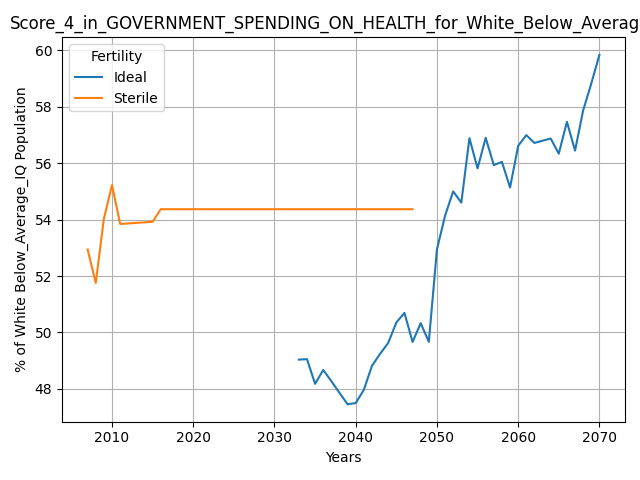 Score_4_in_GOVERNMENT_SPENDING_ON_HEALTH_for_White_Below_Averag
Fertility
Ideal
Sterile
% of White Below_Average_IQ Population
60
58
56
54
52
50
48
2010 2020 2030 2040 2050 2060 2070
Years